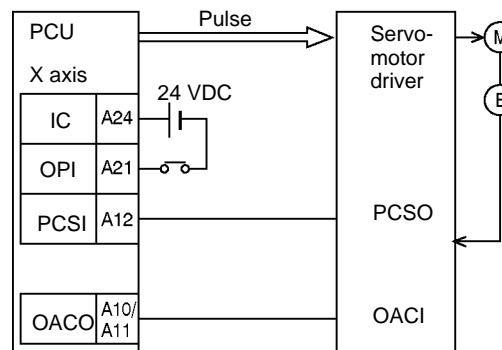 PCU
Pulse
Servo-
motor
driver
M
X axis
24 VDC
IC A24
E
OPI A21
PCSI A12
PCSO
OACO A10/
A11
OACI